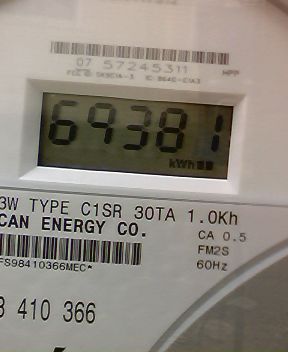 07 57245311
69381
kWh
3W TYPE C1SR 30TA 1.0Kh
CAN ENERGY CO.
CA 0.5
FM2S
60Hz
FS98410366MEC*
3 410 366